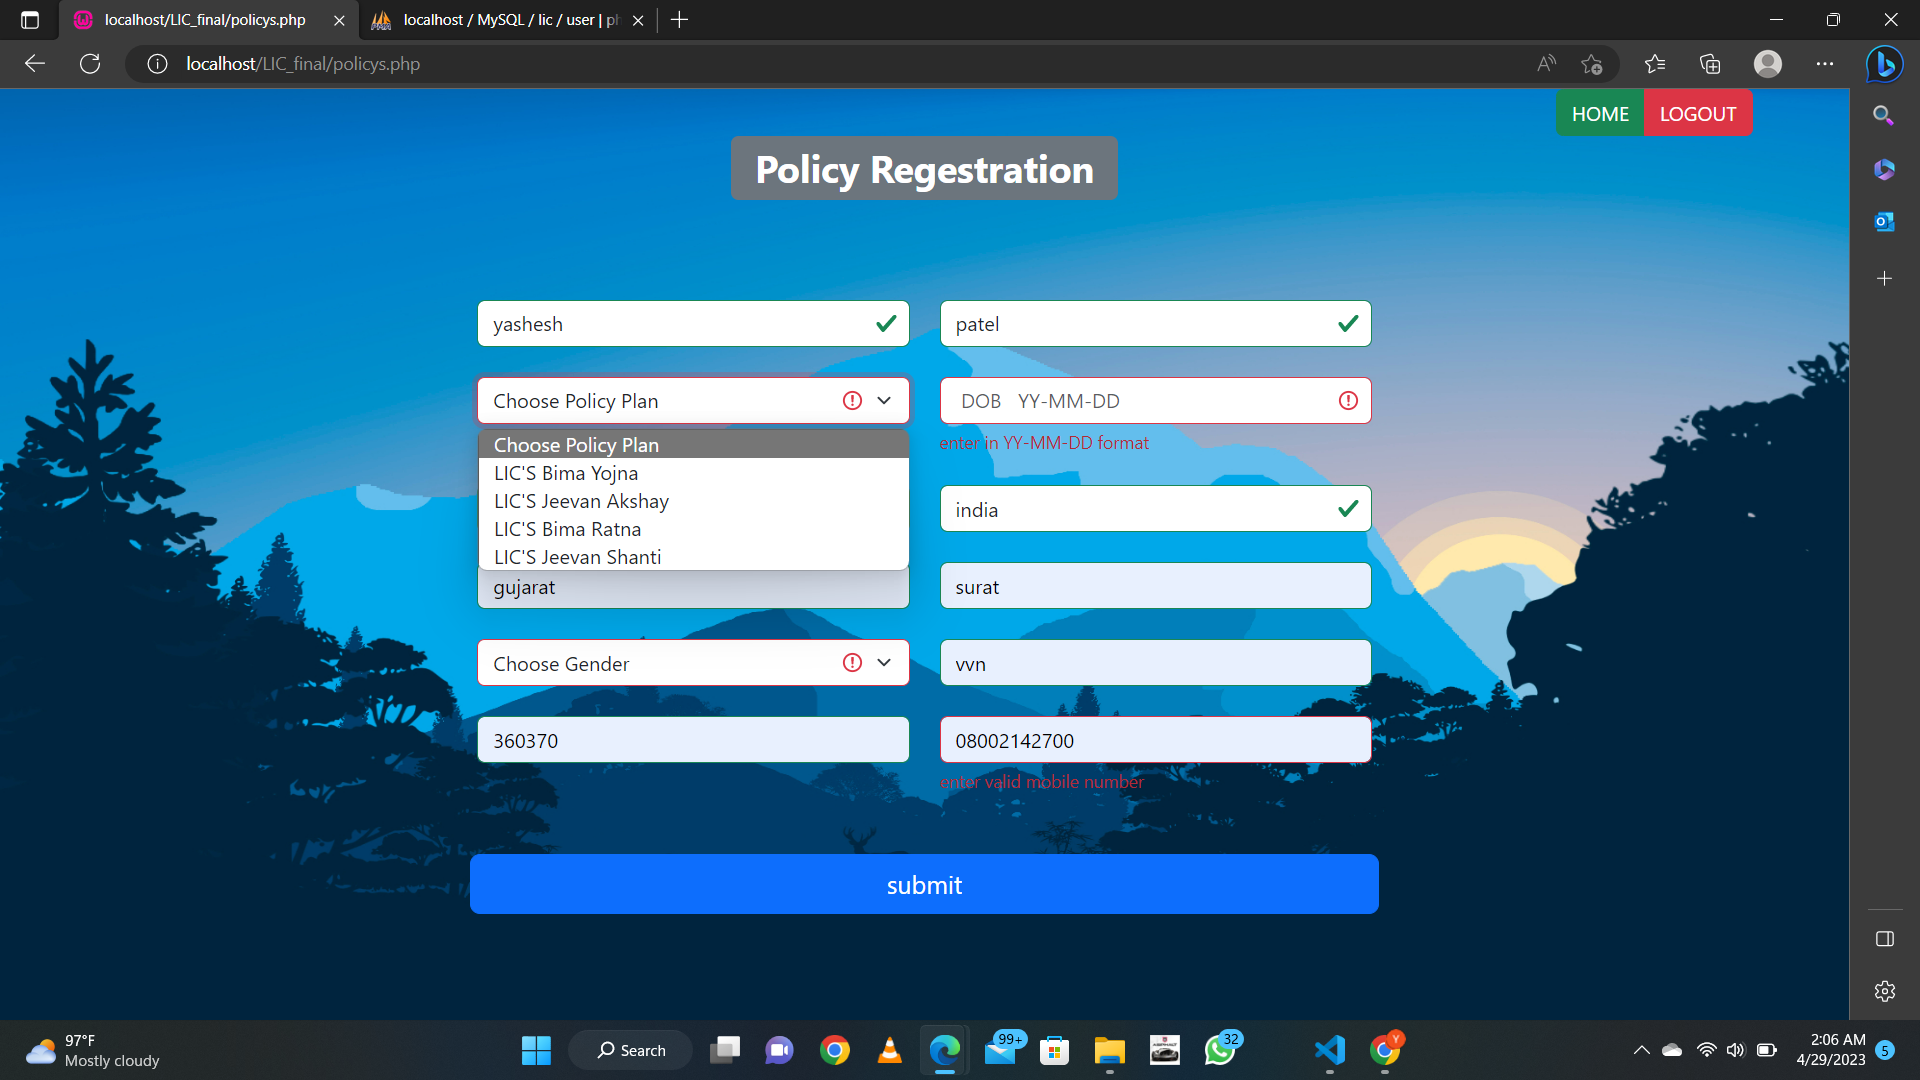 localhost/LIC_final/policys.php
localhost / MySQL / lic / user | ph
localhost/LIC_final/policys.php
HOME LOGOUT
Policy Regestration
yashesh
patel
Choose Policy Plan
DOB YY-MM-DD
enter in YY-MM-DD format
Choose Policy Plan
LIC'S Bima Yojna
LIC'S Jeevan Akshay
LIC'S Bima Ratna
LIC'S Jeevan Shanti
india
gujarat
surat
Choose Gender
vvn
360370
08002142700
enter valid mobile number
submit
97°F
Mostly cloudy
Search
99+
32
Y
2:06 AM
4/29/2023
5